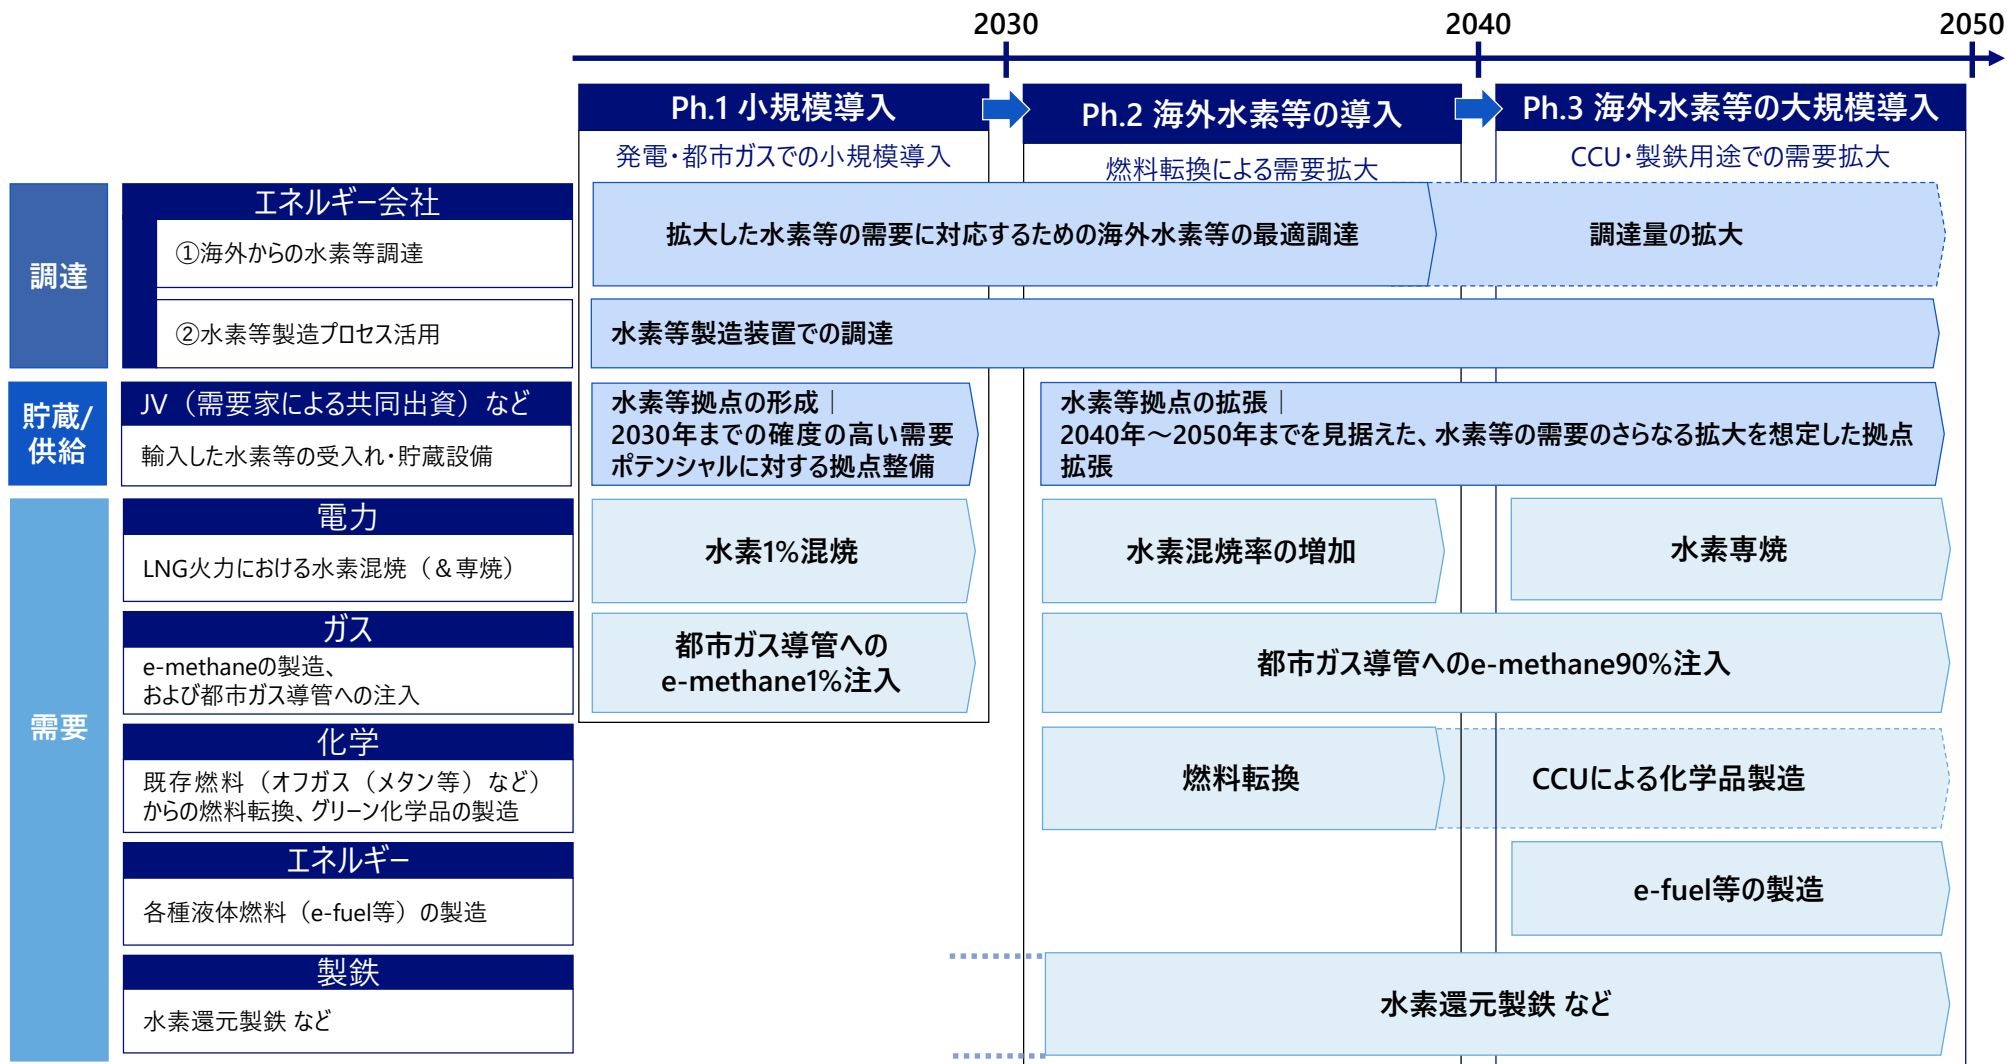 2030
2040
2050
Ph.1 小規模導入
Ph.2 海外水素等の導入
Ph.3 海外水素等の大規模導入
発電・都市ガスでの小規模導入
燃料転換による需要拡大
CCU・製鉄用途での需要拡大
調達
エネルギー会社
①海外からの水素等調達
拡大した水素等の需要に対応するための海外水素等の最適調達
調達量の拡大
②水素等製造プロセス活用
水素等製造装置での調達
貯蔵/
供給
JV（需要家による共同出資）など
輸入した水素等の受入れ・貯蔵設備
水素等拠点の形成｜
2030年までの確度の高い需要
ポテンシャルに対する拠点整備
水素等拠点の拡張｜
2040年～2050年までを見据えた、水素等の需要のさらなる拡大を想定した拠点
拡張
需要
電力
LNG火力における水素混焼（＆専焼）
水素1%混焼
水素混焼率の増加
水素専焼
ガス
e-methaneの製造、
および都市ガス導管への注入
都市ガス導管への
e-methane1%注入
都市ガス導管へのe-methane90%注入
化学
既存燃料（オフガス（メタン等）など）
からの燃料転換、グリーン化学品の製造
燃料転換
CCUによる化学品製造
エネルギー
各種液体燃料（e-fuel等）の製造
e-fuel等の製造
製鉄
水素還元製鉄 など
水素還元製鉄 など